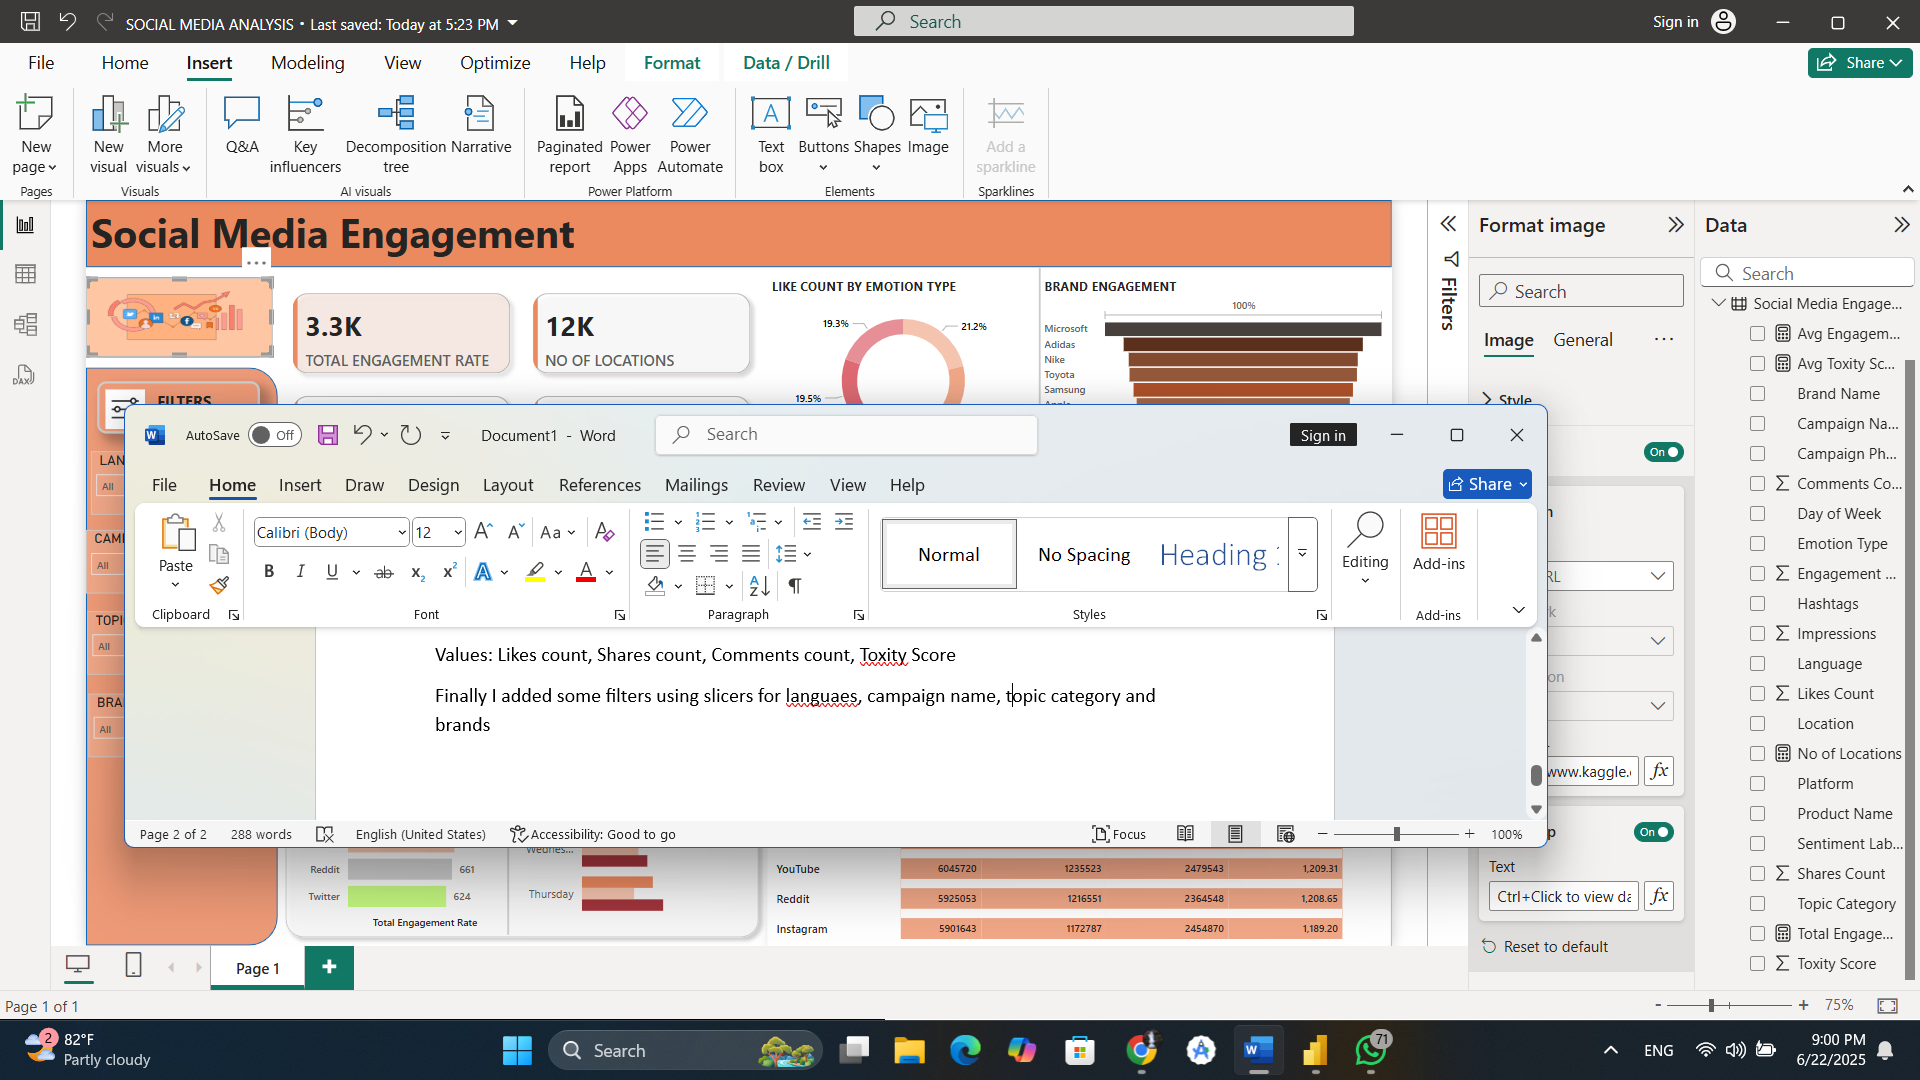 SOCIAL MEDIA ANALYSIS • Last saved: Today at 5:23 PM
Search
Sign in
File Home Insert Modeling View Optimize Help Format Data / Drill
Share
New page
New visual
More visuals
Q&A
Key influencers
Decomposition tree
Narrative
Paginated report
Power Apps
Power Automate
Text box
Buttons
Shapes
Image
Add a sparkline
Pages
Visuals
AI visuals
Power Platform
Elements
Sparklines
Social Media Engagement
3.3K
TOTAL ENGAGEMENT RATE
12K
NO OF LOCATIONS
LIKE COUNT BY EMOTION TYPE
19.3%
21.2%
19.5%
BRAND ENGAGEMENT
100%
Microsoft
Adidas
Nike
Toyota
Samsung
FILTERS
LAN
All
CAM
All
TOPI
All
BRA
All
Filters
Format image
Search
Image General
Style
On
www.kaggle.
fx
On
Text
Ctrl+Click to view da
fx
Reset to default
Data
Search
Social Media Engage...
Avg Engagem...
Avg Toxity Sc...
Brand Name
Campaign Na...
Campaign Ph...
Comments Co...
Day of Week
Emotion Type
Engagement ...
Hashtags
Impressions
Language
Likes Count
Location
No of Locations
Platform
Product Name
Sentiment Lab...
Shares Count
Topic Category
Total Engage...
Toxity Score
AutoSave Off
Document1 - Word
Search
Sign in
File Home Insert Draw Design Layout References Mailings Review View Help
Share
Paste
Calibri (Body) 12
Normal
No Spacing
Heading
Editing
Add-ins
Clipboard
Font
Paragraph
Styles
Add-ins
Values: Likes count, Shares count, Comments count, Toxity Score
Finally I added some filters using slicers for languaes, campaign name, topic category and
brands
Page 2 of 2 288 words English (United States) Accessibility: Good to go Focus 100%
Wednes...
Reddit 661
Twitter 624
Thursday
Total Engagement Rate
YouTube 6045720 1235523 2479543 1,209.31
Reddit 5925053 1216551 2364548 1,208.65
Instagram 5901643 1172787 2454870 1,189.20
Page 1
Page 1 of 1
75%
2
82°F
Partly cloudy
Search
71
ENG
9:00 PM
6/22/2025